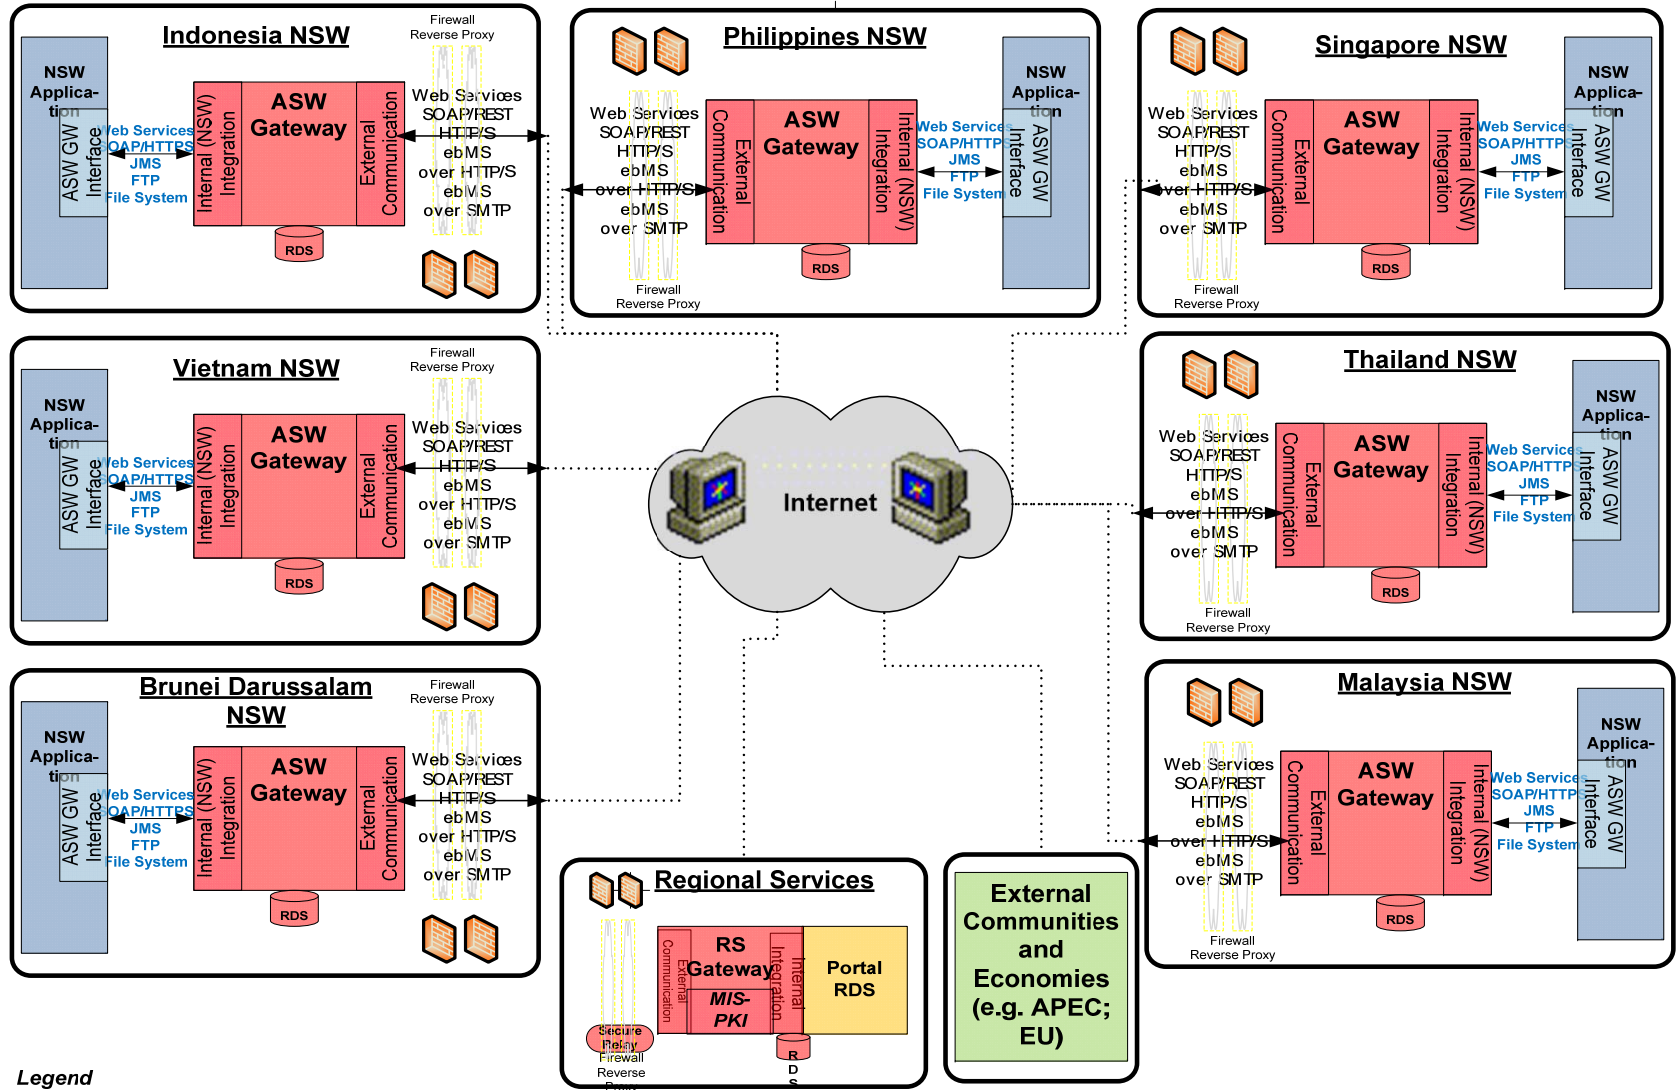 Indonesia NSW
Firewall
Reverse Proxy
NSW
Applica-
tion
ASW GW
Interface
Web Services
SOAP/HTTPS
JMS
FTP
File System
Internal (NSW)
Integration
ASW
Gateway
External
Communication
RDS
Web Services
SOAP/REST
HTTP/S
ebMS
over HTTP/S
ebMS
over SMTP
Philippines NSW
Web Services
SOAP/REST
HTTP/S
ebMS
over HTTP/S
ebMS
over SMTP
Firewall
Reverse Proxy
External
Communication
ASW
Gateway
Internal (NSW)
Integration
RDS
Web Services
SOAP/HTTPS
JMS
FTP
File System
NSW
Applica-
tion
ASW GW
Interface
Singapore NSW
Web Services
SOAP/REST
HTTP/S
ebMS
over HTTP/S
ebMS
over SMTP
Firewall
Reverse Proxy
External
Communication
ASW
Gateway
Internal (NSW)
Integration
RDS
Web Services
SOAP/HTTPS
JMS
FTP
File System
NSW
Applica-
tion
ASW GW
Interface
Vietnam NSW
Firewall
Reverse Proxy
NSW
Applica-
tion
ASW GW
Interface
Web Services
SOAP/HTTPS
JMS
FTP
File System
Internal (NSW)
Integration
ASW
Gateway
External
Communication
RDS
Web Services
SOAP/REST
HTTP/S
ebMS
over HTTP/S
ebMS
over SMTP
Internet
Thailand NSW
Web Services
SOAP/REST
HTTP/S
ebMS
over HTTP/S
ebMS
over SMTP
Firewall
Reverse Proxy
External
Communication
ASW
Gateway
Internal (NSW)
Integration
RDS
Web Services
SOAP/HTTPS
JMS
FTP
File System
NSW
Applica-
tion
ASW GW
Interface
Brunei Darussalam
NSW
Firewall
Reverse Proxy
NSW
Applica-
tion
ASW GW
Interface
Web Services
SOAP/HTTPS
JMS
FTP
File System
Internal (NSW)
Integration
ASW
Gateway
External
Communication
RDS
Web Services
SOAP/REST
HTTP/S
ebMS
over HTTP/S
ebMS
over SMTP
Malaysia NSW
Web Services
SOAP/REST
HTTP/S
ebMS
over HTTP/S
ebMS
over SMTP
Firewall
Reverse Proxy
External
Communication
ASW
Gateway
Internal (NSW)
Integration
RDS
Web Services
SOAP/HTTPS
JMS
FTP
File System
NSW
Applica-
tion
ASW GW
Interface
Regional Services
External
Communication
RS
Gateway
MIS-
PKI
Internal
Integration
Portal
RDS
Secure
Relay
Firewall
Reverse
Proxy
R
D
S
External
Communities
and
Economies
(e.g. APEC;
EU)
Legend